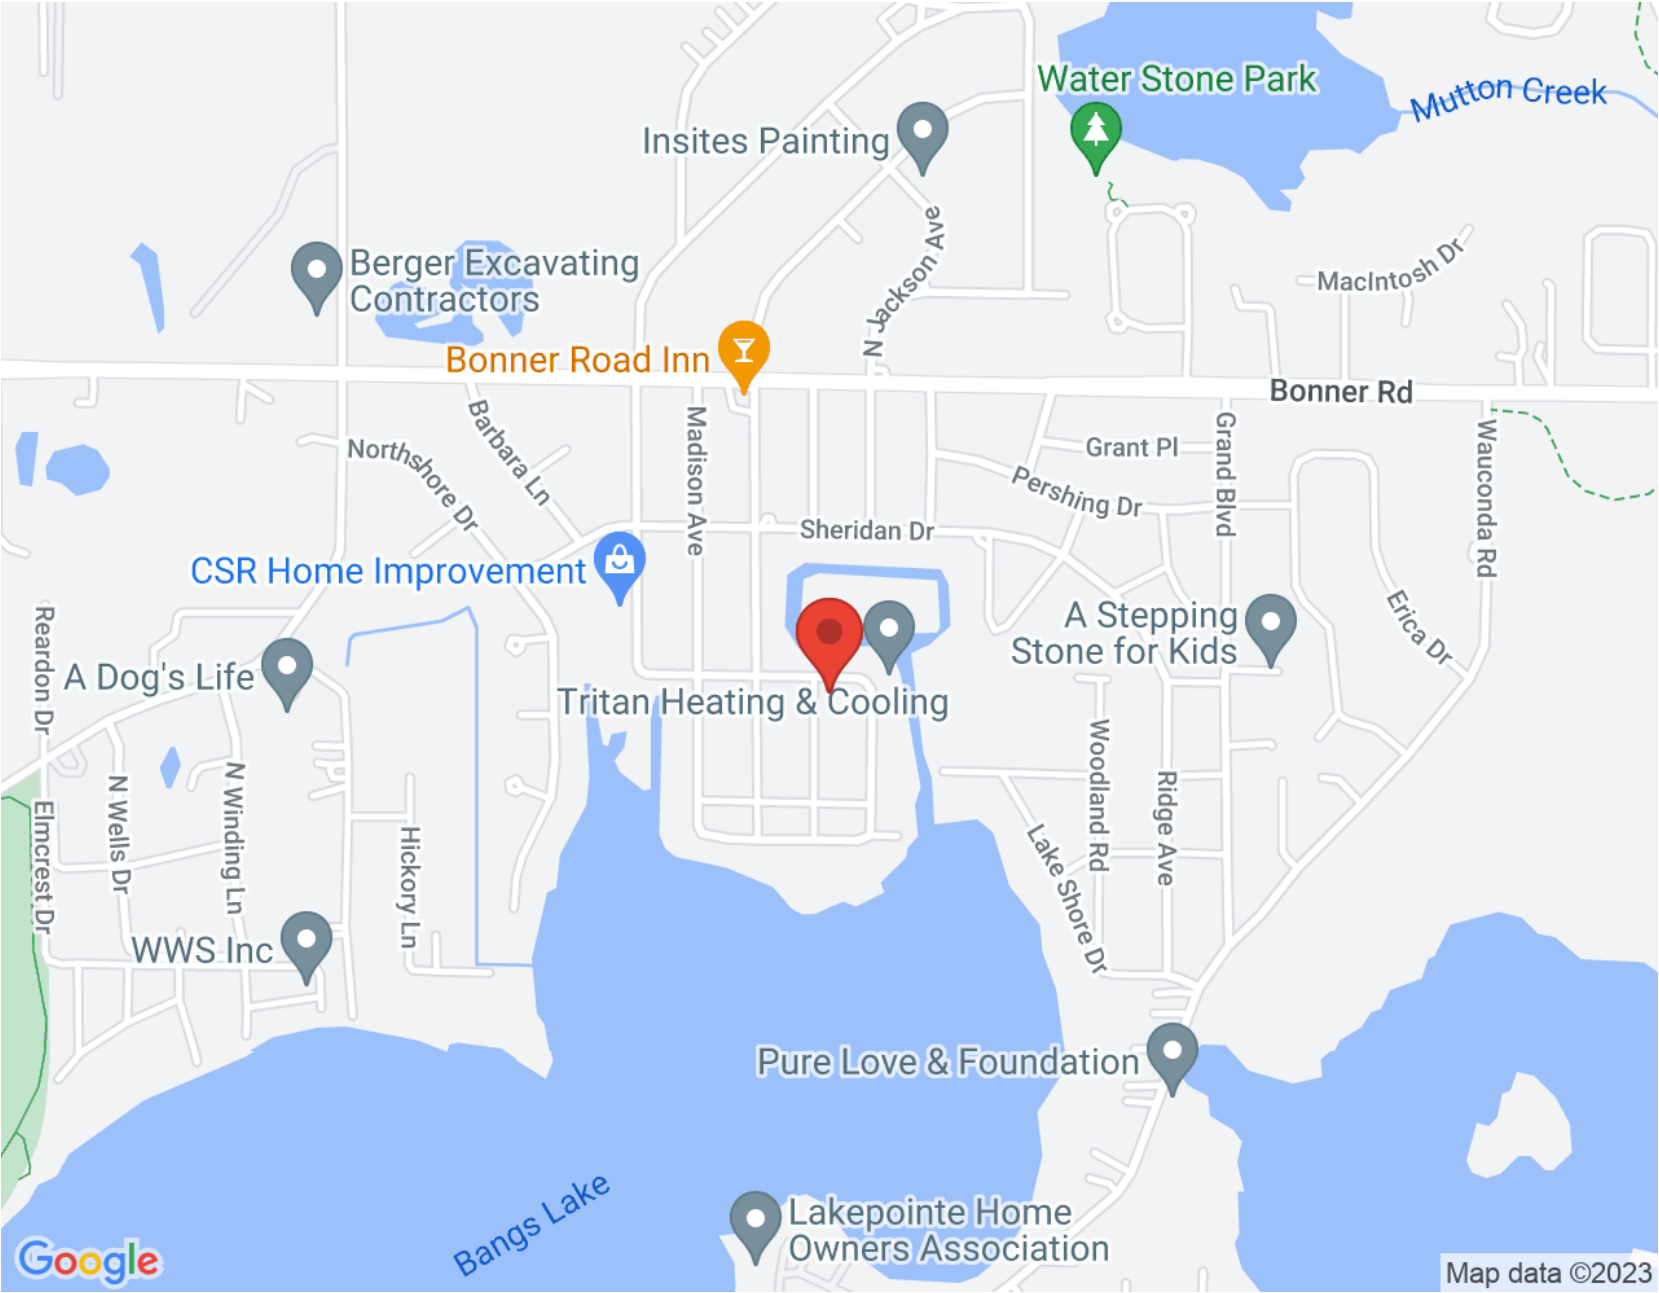 Water Stone Park
Mutton Creek
Insites Painting
N Jackson Ave
MacIntosh Dr
Berger Excavating
Contractors
Bonner Road Inn
Bonner Rd
Barbara Ln
Madison Ave
Grand Blvd
Wauconda Rd
Northshore Dr
Grant Pl
Pershing Dr
Sheridan Dr
CSR Home Improvement
Erica Dr
Reardon Dr
A Stepping
Stone for Kids
A Dog's Life
Tritan Heating & Cooling
Woodland Rd
N Winding Ln
N Wells Dr
Ridge Ave
Elmcrest Dr
Hickory Ln
Lake Shore Dr
WWS Inc
Pure Love & Foundation
Bangs Lake
Lakepointe Home
Owners Association
Google
Map data ©2023